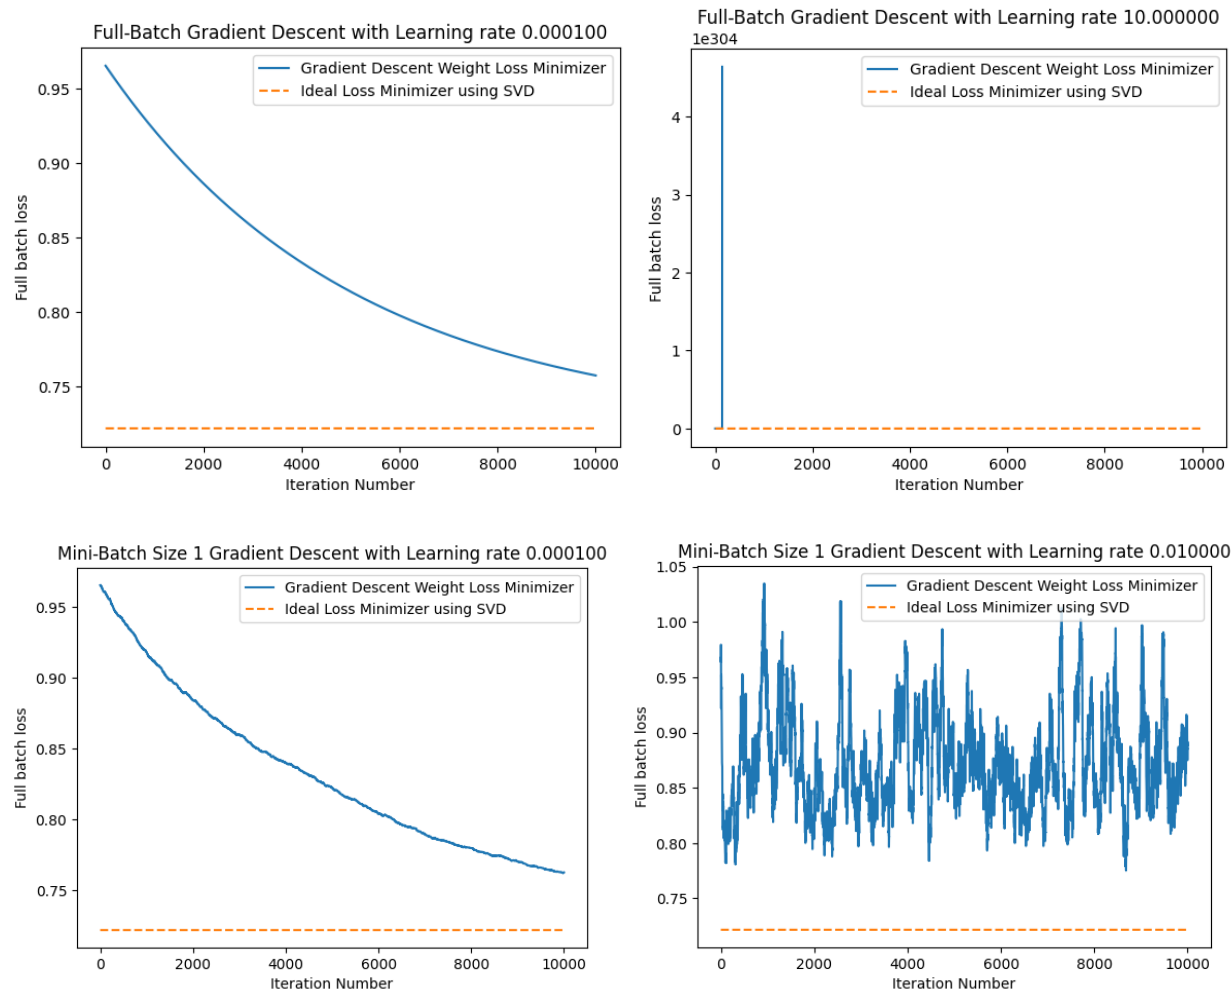 Full-Batch Gradient Descent with Learning rate 0.000100
Gradient Descent Weight Loss Minimizer
Ideal Loss Minimizer using SVD
Full batch loss
0.95
0.90
0.85
0.80
0.75
0 2000 4000 6000 8000 10000
Iteration Number
Full-Batch Gradient Descent with Learning rate 10.000000
1e304
Gradient Descent Weight Loss Minimizer
Ideal Loss Minimizer using SVD
Full batch loss
4
3
2
1
0
0 2000 4000 6000 8000 10000
Iteration Number
Mini-Batch Size 1 Gradient Descent with Learning rate 0.000100
Gradient Descent Weight Loss Minimizer
Ideal Loss Minimizer using SVD
Full batch loss
0.95
0.90
0.85
0.80
0.75
0 2000 4000 6000 8000 10000
Iteration Number
Mini-Batch Size 1 Gradient Descent with Learning rate 0.010000
Gradient Descent Weight Loss Minimizer
Ideal Loss Minimizer using SVD
Full batch loss
1.05
1.00
0.95
0.90
0.85
0.80
0.75
0 2000 4000 6000 8000 10000
Iteration Number